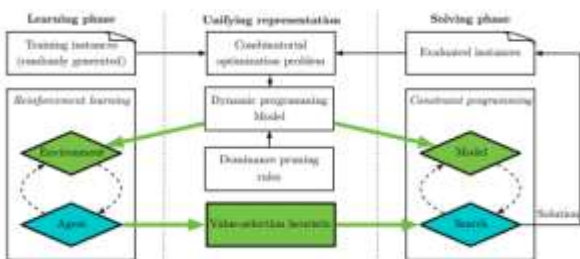 Learning phase
Unifying representation
Solving phase
Training instances
(randomly generated)
Combinatorial
optimization problem
Evaluated instances
Reinforcement learning
Dynamic programming
Model
Constraint programming
Environment
Model
Dominance pruning
rules
Agent
Value-selection heuristic
Search
Solution